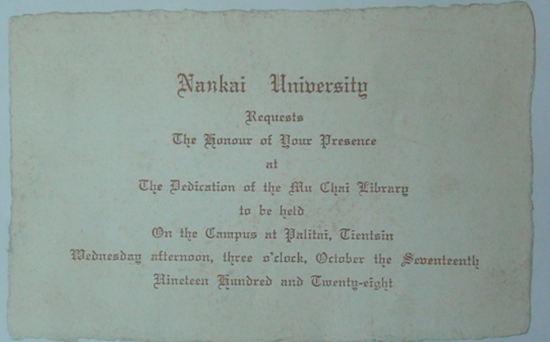 Nankai University
Requests
The Honour of Your Presence
at
The Dedication of the Mu Chai Library
to be held
On the Campus at Palitai, Tientsin
Wednesday afternoon, three o'clock, October the Seventeenth
Nineteen Hundred and Twenty-eight